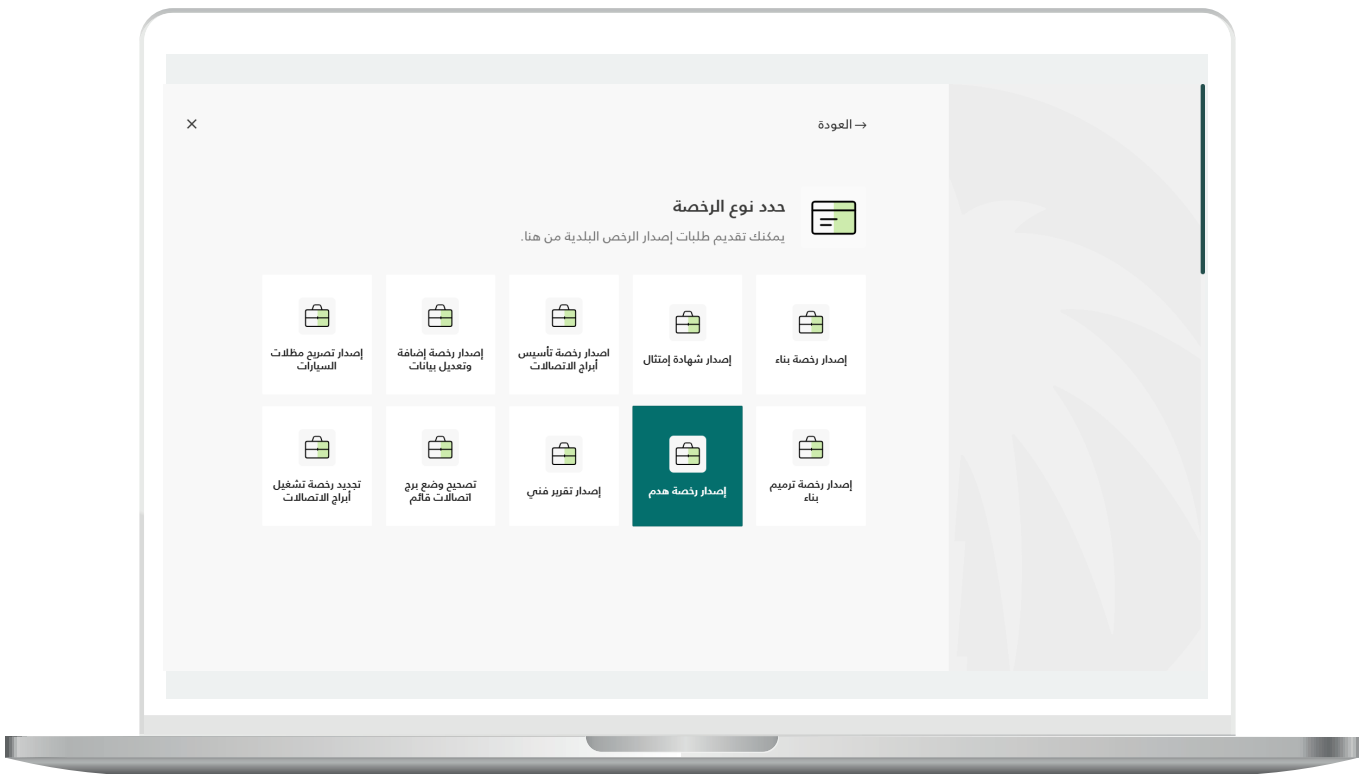 → العودة
×
حدد نوع الرخصة
يمكنك تقديم طلبات إصدار الرخص البلدية من هنا.
إصدار رخصة بناء
إصدار شهادة إمتثال
اصدار رخصة تأسيس
أبراج الاتصالات
إصدار رخصة إضافة
وتعديل بيانات
إصدار تصريح مظلات
السيارات
إصدار رخصة ترميم
بناء
إصدار رخصة هدم
إصدار تقرير فني
تصحيح وضع برج
اتصالات قائم
تجديد رخصة تشغيل
أبراج الاتصالات